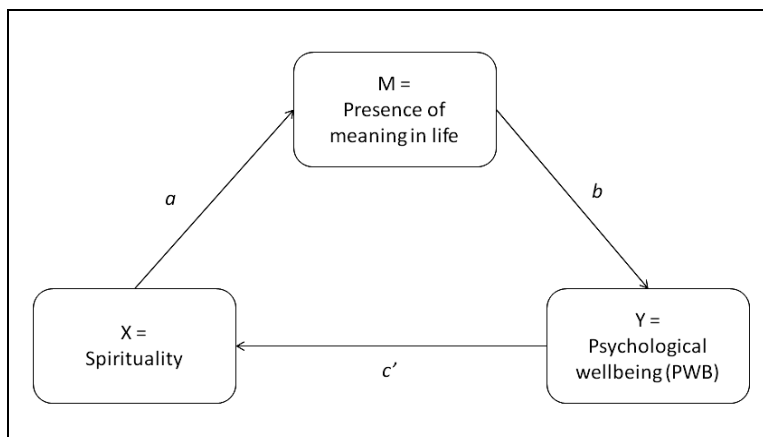 M =
Presence of
meaning in life
a
b
X =
Spirituality
Y =
Psychological
wellbeing (PWB)
c’